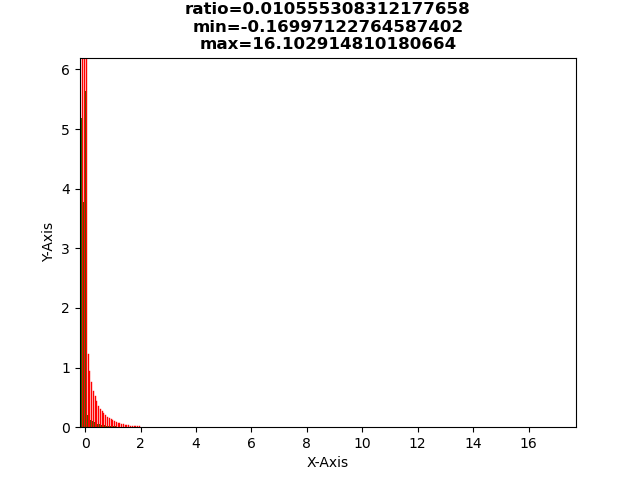 ratio=0.010555308312177658
min=-0.16997122764587402
max=16.102914810180664
6
5
4
3
2
1
0
Y-Axis
0 2 4 6 8 10 12 14 16
X-Axis